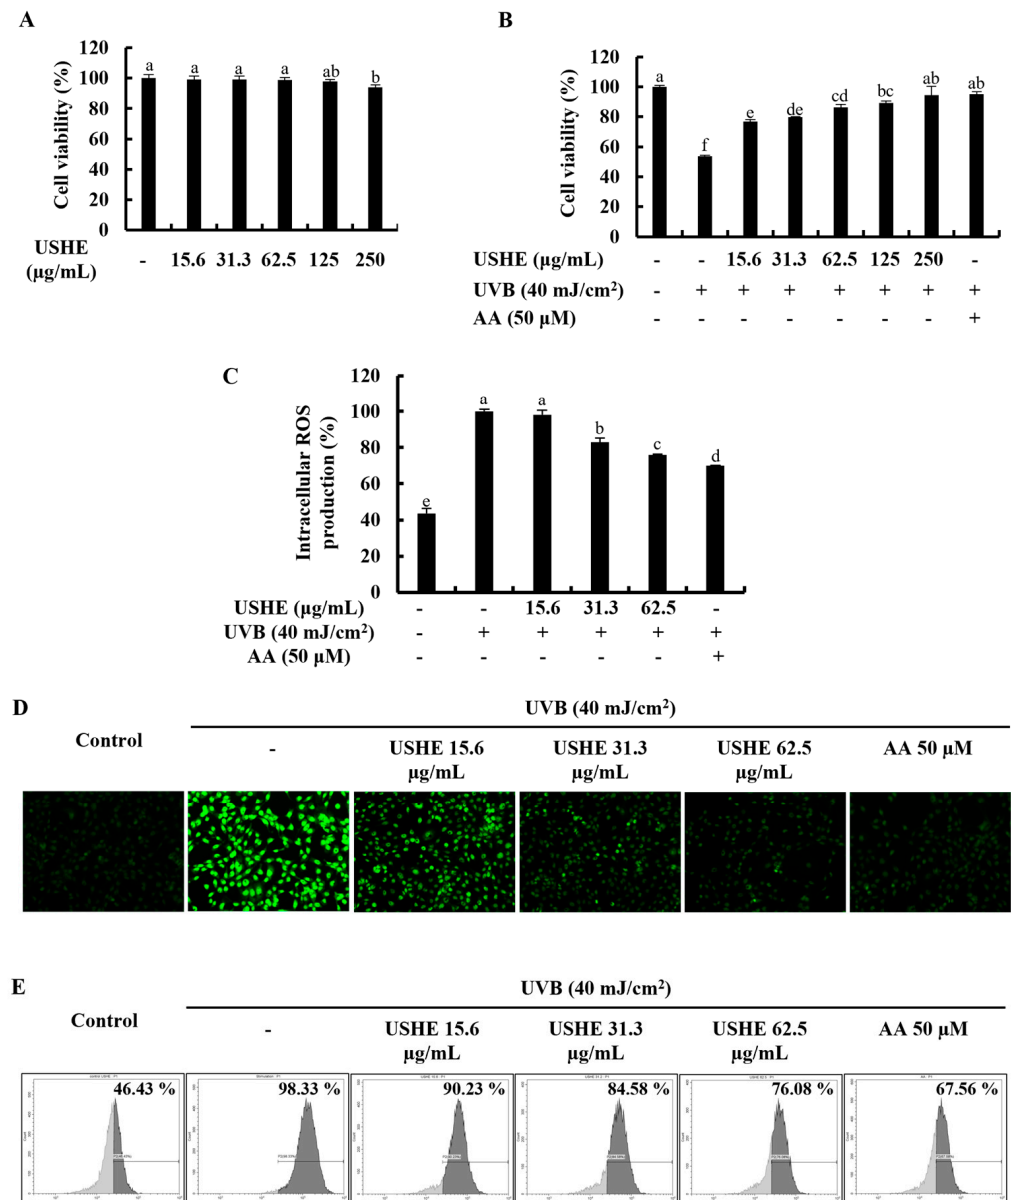 A
120
100
80
60
40
20
0
Cell viability (%)
a a a a ab b
USHE
(μg/mL)
- 15.6 31.3 62.5 125 250
B
120
100
80
60
40
20
0
Cell viability (%)
a f e de cd bc ab ab
USHE (μg/mL) - - 15.6 31.3 62.5 125 250 -
UVB (40 mJ/cm²) - + + + + + + +
AA (50 μM) - - - - - - - +
C
120
100
80
60
40
20
0
Intracellular ROS
production (%)
e a a b c d
USHE (μg/mL) - - 15.6 31.3 62.5 -
UVB (40 mJ/cm²) - + + + + +
AA (50 μM) - - - - - +
D
UVB (40 mJ/cm²)
Control - USHE 15.6 USHE 31.3 USHE 62.5 AA 50 μM
μg/mL μg/mL μg/mL
E
UVB (40 mJ/cm²)
Control - USHE 15.6 USHE 31.3 USHE 62.5 AA 50 μM
μg/mL μg/mL μg/mL
46.43 % 98.33 % 90.23 % 84.58 % 76.08 % 67.56 %